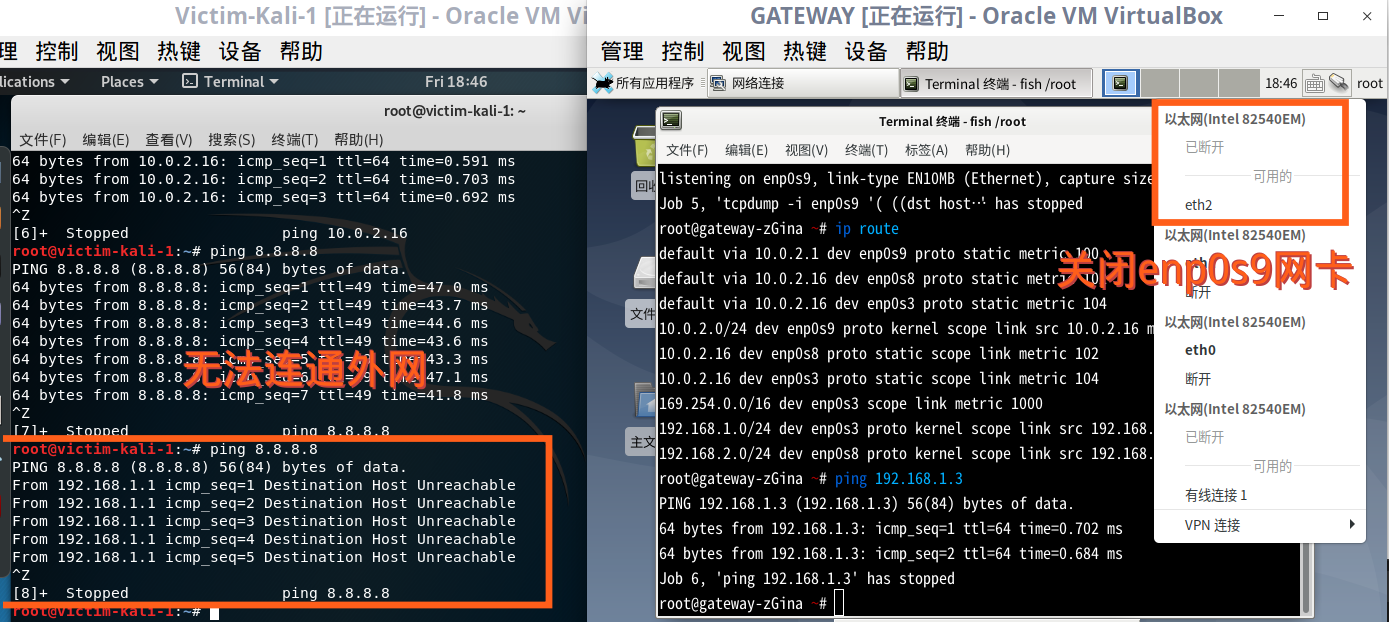 Victim-Kali-1 [正在运行] - Oracle VM Vi
理 控制 视图 热键 设备 帮助
lications Places Terminal Fri 18:46
root@victim-kali-1: ~
文件(F) 编辑(E) 查看(V) 搜索(S) 终端(T) 帮助(H)
64 bytes from 10.0.2.16: icmp_seq=1 ttl=64 time=0.591 ms
64 bytes from 10.0.2.16: icmp_seq=2 ttl=64 time=0.703 ms
64 bytes from 10.0.2.16: icmp_seq=3 ttl=64 time=0.692 ms
^Z
[6]+ Stopped ping 10.0.2.16
root@victim-kali-1:~# ping 8.8.8.8
PING 8.8.8.8 (8.8.8.8) 56(84) bytes of data.
64 bytes from 8.8.8.8: icmp_seq=1 ttl=49 time=47.0 ms
64 bytes from 8.8.8.8: icmp_seq=2 ttl=49 time=43.7 ms
64 bytes from 8.8.8.8: icmp_seq=3 ttl=49 time=44.6 ms
64 bytes from 8.8.8.8: icmp_seq=4 ttl=49 time=43.6 ms
64 bytes from 8.8.8.8: icmp_seq=5 ttl=49 time=43.3 ms
64 bytes from 8.8.8.8: icmp_seq=6 ttl=49 time=47.1 ms
64 bytes from 8.8.8.8: icmp_seq=7 ttl=49 time=41.8 ms
无法连通外网
^Z
[7]+ Stopped ping 8.8.8.8
root@victim-kali-1:~# ping 8.8.8.8
PING 8.8.8.8 (8.8.8.8) 56(84) bytes of data.
From 192.168.1.1 icmp_seq=1 Destination Host Unreachable
From 192.168.1.1 icmp_seq=2 Destination Host Unreachable
From 192.168.1.1 icmp_seq=3 Destination Host Unreachable
From 192.168.1.1 icmp_seq=4 Destination Host Unreachable
From 192.168.1.1 icmp_seq=5 Destination Host Unreachable
^Z
[8]+ Stopped ping 8.8.8.8
root@victim-kali-1:~#
GATEWAY [正在运行] - Oracle VM VirtualBox
管理 控制 视图 热键 设备 帮助
所有应用程序 网络连接 Terminal 终端 - fish /root 18:46 root
回收
文件
主文
Terminal 终端 - fish /root
文件(F) 编辑(E) 视图(V) 终端(T) 标签(A) 帮助(H)
listening on enp0s9, link-type EN10MB (Ethernet), capture size
Job 5, 'tcpdump -i enp0s9 '( ((dst host…' has stopped
root@gateway-zGina ~# ip route
default via 10.0.2.1 dev enp0s9 proto static metric 100
default via 10.0.2.16 dev enp0s8 proto static metric
default via 10.0.2.16 dev enp0s3 proto static metric 104
10.0.2.0/24 dev enp0s9 proto kernel scope link src 10.0.2.16 m
10.0.2.16 dev enp0s8 proto static scope link metric 102
10.0.2.16 dev enp0s3 proto static scope link metric 104
169.254.0.0/16 dev enp0s3 scope link metric 1000
192.168.1.0/24 dev enp0s3 proto kernel scope link src 192.168.
192.168.2.0/24 dev enp0s8 proto kernel scope link src 192.168.
root@gateway-zGina ~# ping 192.168.1.3
PING 192.168.1.3 (192.168.1.3) 56(84) bytes of data.
64 bytes from 192.168.1.3: icmp_seq=1 ttl=64 time=0.702 ms
64 bytes from 192.168.1.3: icmp_seq=2 ttl=64 time=0.684 ms
Job 6, 'ping 192.168.1.3' has stopped
root@gateway-zGina ~#
以太网(Intel 82540EM)
已断开
可用的
eth2
以太网(Intel 82540EM)
关闭enp0s9网卡
断开
以太网(Intel 82540EM)
eth0
断开
以太网(Intel 82540EM)
已断开
可用的
有线连接 1
VPN 连接